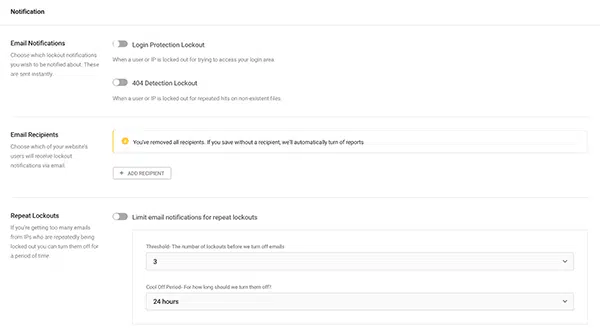 Notification
Email Notifications
Choose which lockout notifications
you wish to be notified about. These
are sent instantly.
Login Protection Lockout
When a user or IP is locked out for trying to access your login area.
404 Detection Lockout
When a user or IP is locked out for repeated hits on non-existent files.
Email Recipients
Choose which of your website's
users will receive lockout
notifications via email.
You've removed all recipients. If you save without a recipient, we'll automatically turn of reports
+ ADD RECIPIENT
Repeat Lockouts
If you're getting too many emails
from IPs who are repeatedly being
locked out you can turn them off for
a period of time.
Limit email notifications for repeat lockouts
Threshold- The number of lockouts before we turn off emails
3
Cool Off Period- For how long should we turn them off?
24 hours